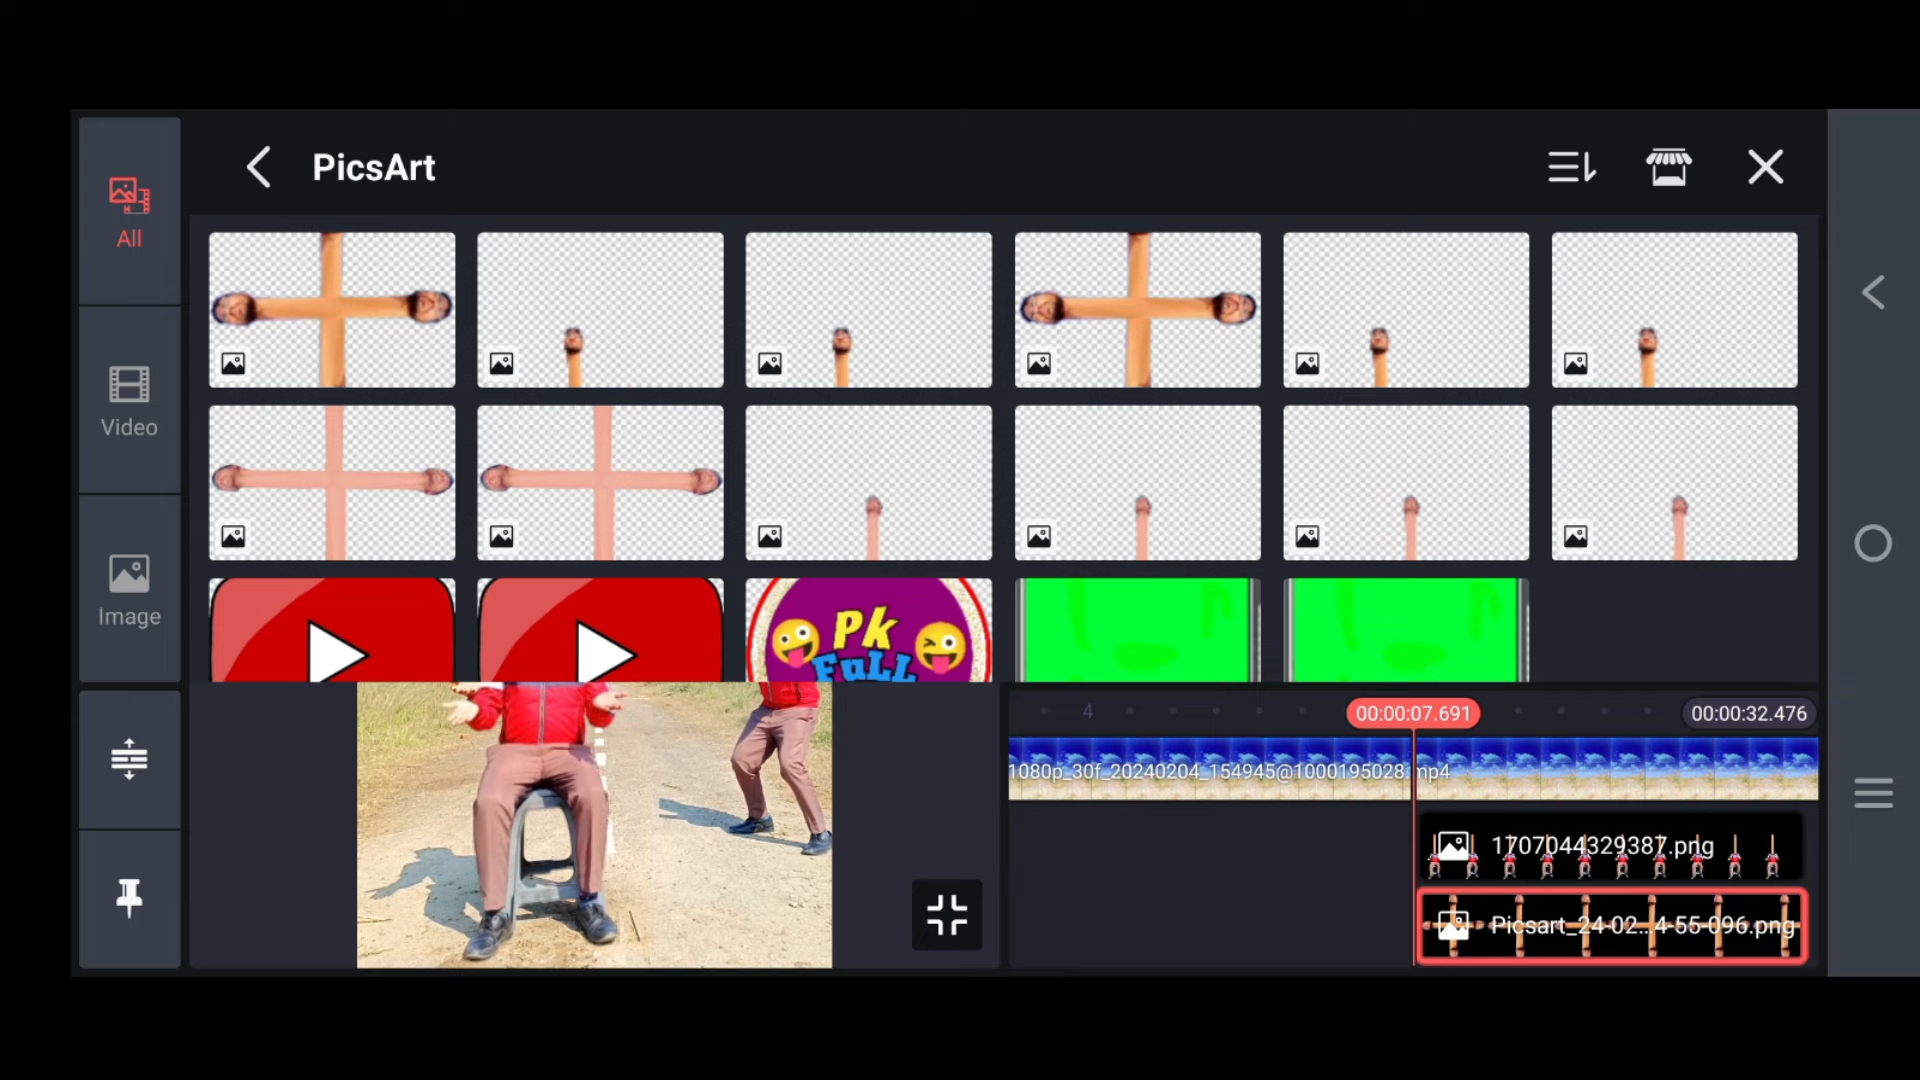 PicsArt
All
Video
Image
Pk
FuLL
4
00:00:07.691
00:00:32.476
1080p_30f_20240204_154945@1000195028.mp4
1707044329387.png
Picsart_24-02...4-55-096.png